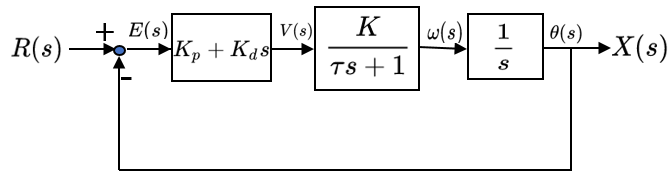 + E(s) V(s) ω(s) θ(s)
R(s) K_p + K_d s K/(τs + 1) 1/s X(s)
-